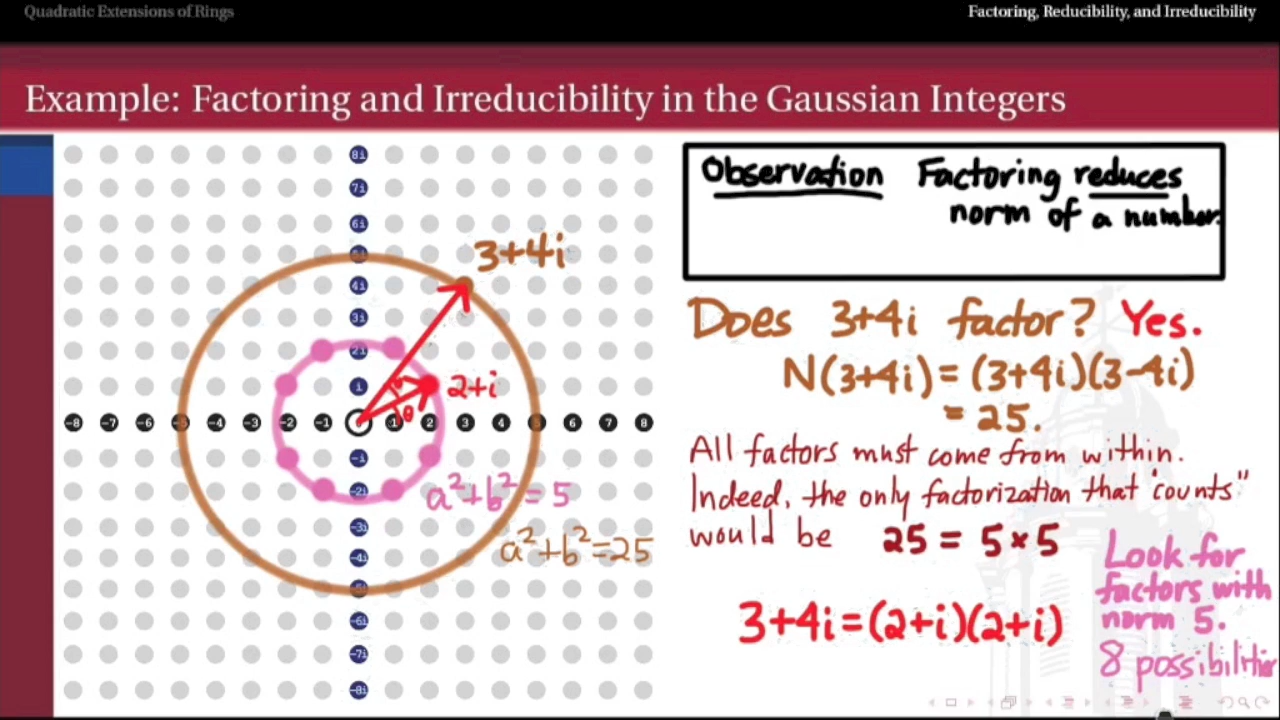 Quadratic Extensions of Rings
Factoring, Reducibility, and Irreducibility
Example: Factoring and Irreducibility in the Gaussian Integers
8i
7i
6i
5i
4i
3i
2i
i
-8 -7 -6 -5 -4 -3 -2 -1 1 2 3 4 5 6 7 8
-i
-2i
-3i
-4i
-5i
-6i
-7i
-8i
3+4i
2+i
θ
θ
a²+b²=5
a²+b²=25
Observation Factoring reduces
norm of a number.
Does 3+4i factor? Yes.
N(3+4i)=(3+4i)(3-4i)
= 25.
All factors must come from within.
Indeed, the only factorization that "counts"
would be 25 = 5×5
3+4i=(2+i)(2+i)
Look for
factors with
norm 5.
8 possibilitie